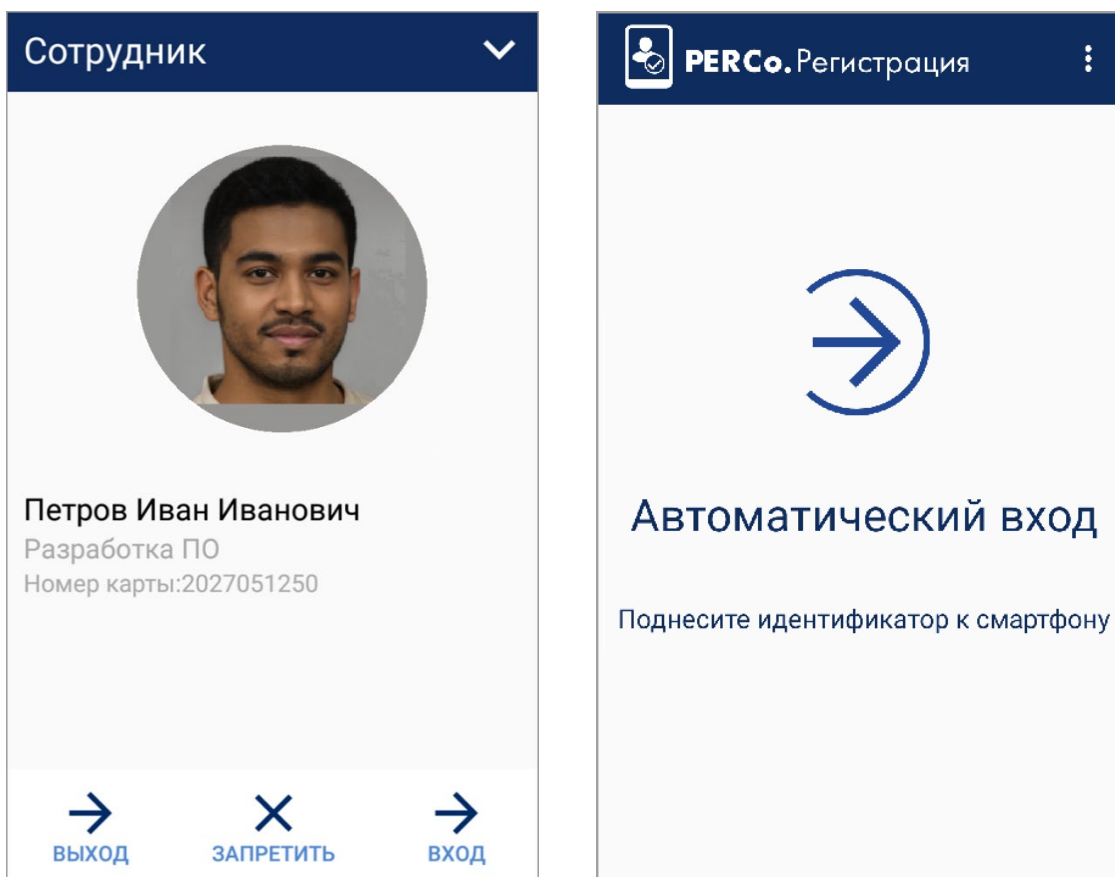 Сотрудник
Петров Иван Иванович
Разработка ПО
Номер карты:2027051250
ВЫХОД
ЗАПРЕТИТЬ
ВХОД
PERCo.Регистрация
Автоматический вход
Поднесите идентификатор к смартфону